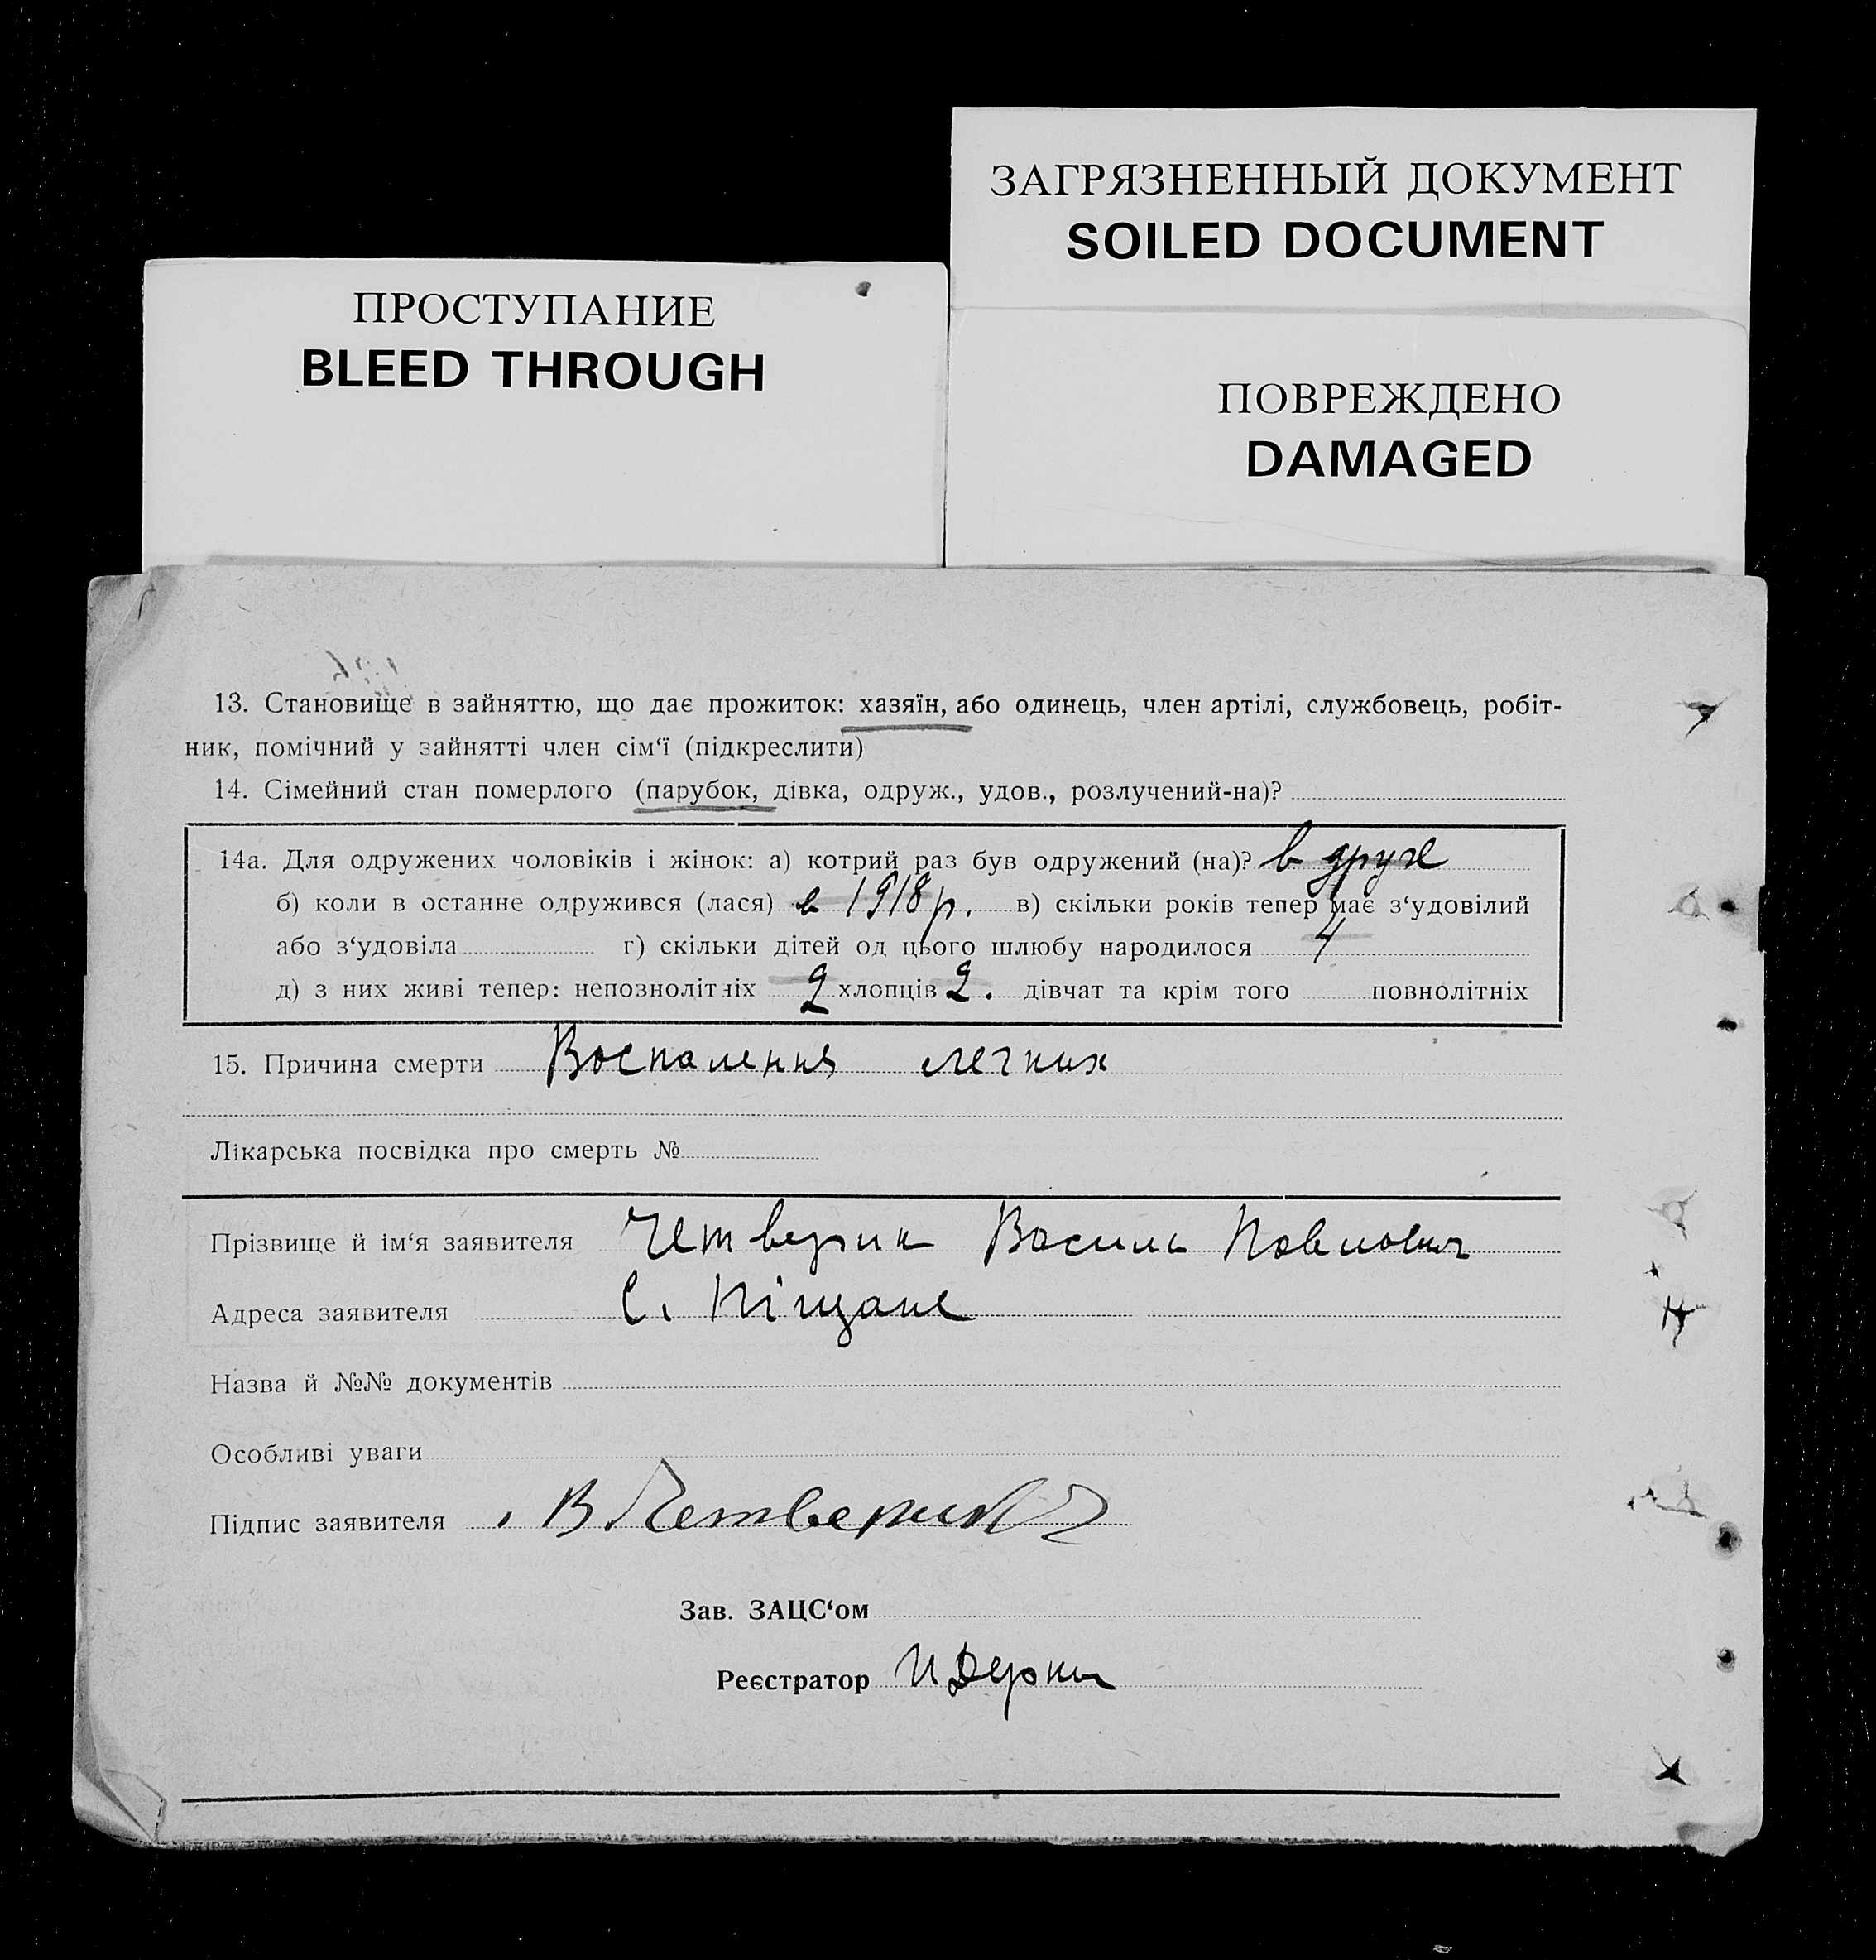 ЗАГРЯЗНЕННЫЙ ДОКУМЕНТ
SOILED DOCUMENT
ПРОСТУПАНИЕ
BLEED THROUGH
ПОВРЕЖДЕНО
DAMAGED
13. Становище в зайняттю, що дає прожиток: хазяїн, або одинець, член артілі, службовець, робіт-
ник, помічний у зайнятті член сім‘ї (підкреслити)
14. Сімейний стан померлого (парубок, дівка, одруж., удов., розлучений-на)?
14а. Для одружених чоловіків і жінок: а) котрий раз був одружений (на)? в друге
б) коли в останнє одружився (лася) в 1918 р. в) скільки років тепер має з‘удовілий
або з‘удовіла г) скільки дітей од цього шлюбу народилося 4
д) з них живі тепер: непознолітніх 2 хлопців 2. дівчат та крім того повнолітніх
15. Причина смерти Воспалення легких
Лікарська посвідка про смерть №
Прізвище й ім‘я заявителя Четверик Василь Павлович
Адреса заявителя С. Піщане
Назва й №№ документів
Особливі уваги
Підпис заявителя В Четверик
Зав. ЗАЦС‘ом
Реєстратор